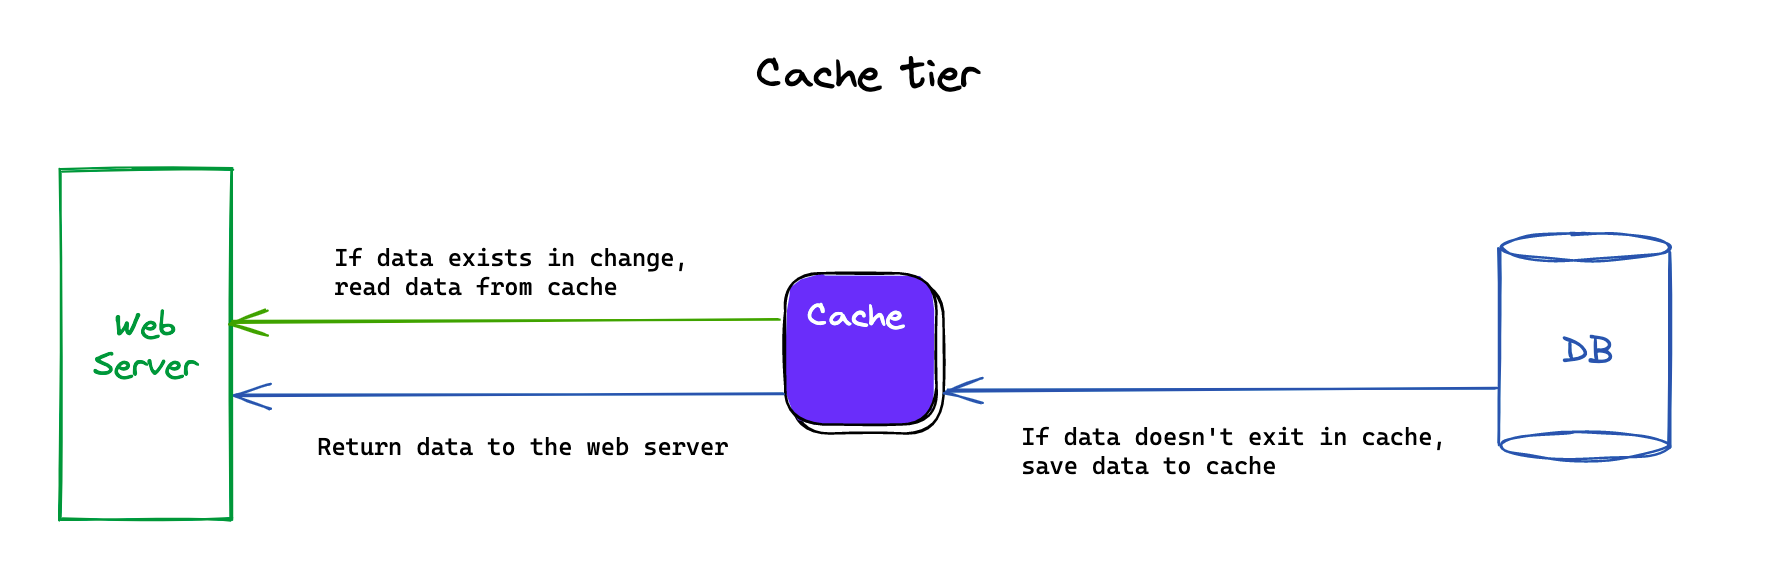 Cache tier
If data exists in change,
read data from cache
Cache
Web
Server
DB
Return data to the web server
If data doesn't exit in cache,
save data to cache